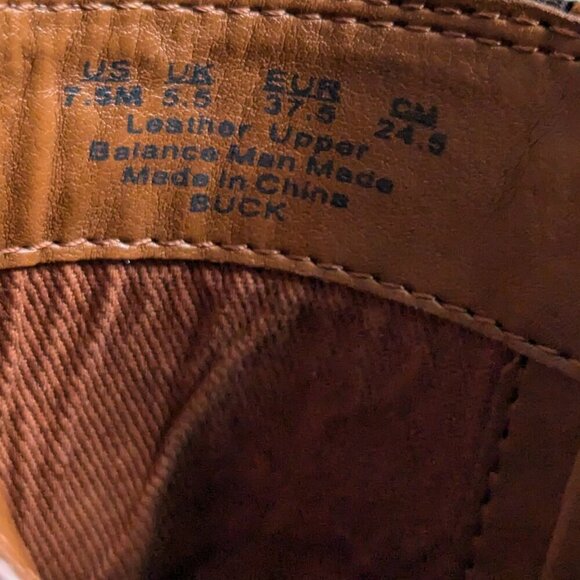 US UK EUR CM
7.5M 5.5 37.5 24.5
Leather Upper
Balance Man Made
Made in China
BUCK